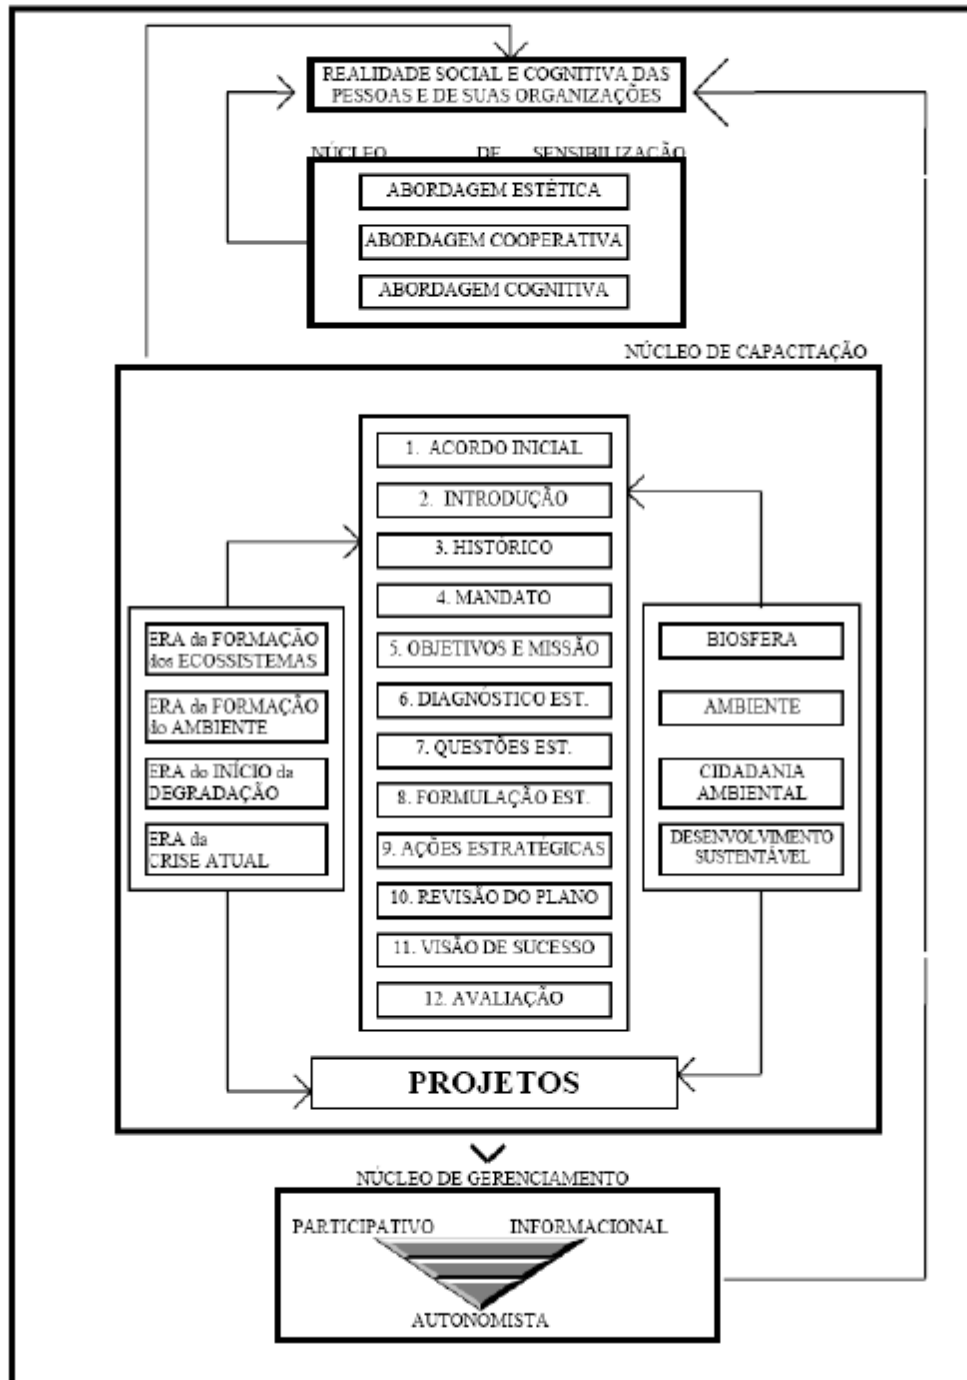 REALIDADE SOCIAL E COGNITIVA DAS
PESSOAS E DE SUAS ORGANIZAÇÕES
NÚCLEO DE SENSIBILIZAÇÃO
ABORDAGEM ESTÉTICA
ABORDAGEM COOPERATIVA
ABORDAGEM COGNITIVA
NÚCLEO DE CAPACITAÇÃO
1. ACORDO INICIAL
2. INTRODUÇÃO
3. HISTÓRICO
4. MANDATO
5. OBJETIVOS E MISSÃO
6. DIAGNÓSTICO EST.
7. QUESTÕES EST.
8. FORMULAÇÃO EST.
9. AÇÕES ESTRATÉGICAS
10. REVISÃO DO PLANO
11. VISÃO DE SUCESSO
12. AVALIAÇÃO
ERA da FORMAÇÃO
dos ECOSSISTEMAS
ERA da FORMAÇÃO
do AMBIENTE
ERA do INÍCIO da
DEGRADAÇÃO
ERA da
CRISE ATUAL
BIOSFERA
AMBIENTE
CIDADANIA
AMBIENTAL
DESENVOLVIMENTO
SUSTENTÁVEL
PROJETOS
NÚCLEO DE GERENCIAMENTO
PARTICIPATIVO INFORMACIONAL
AUTONOMISTA